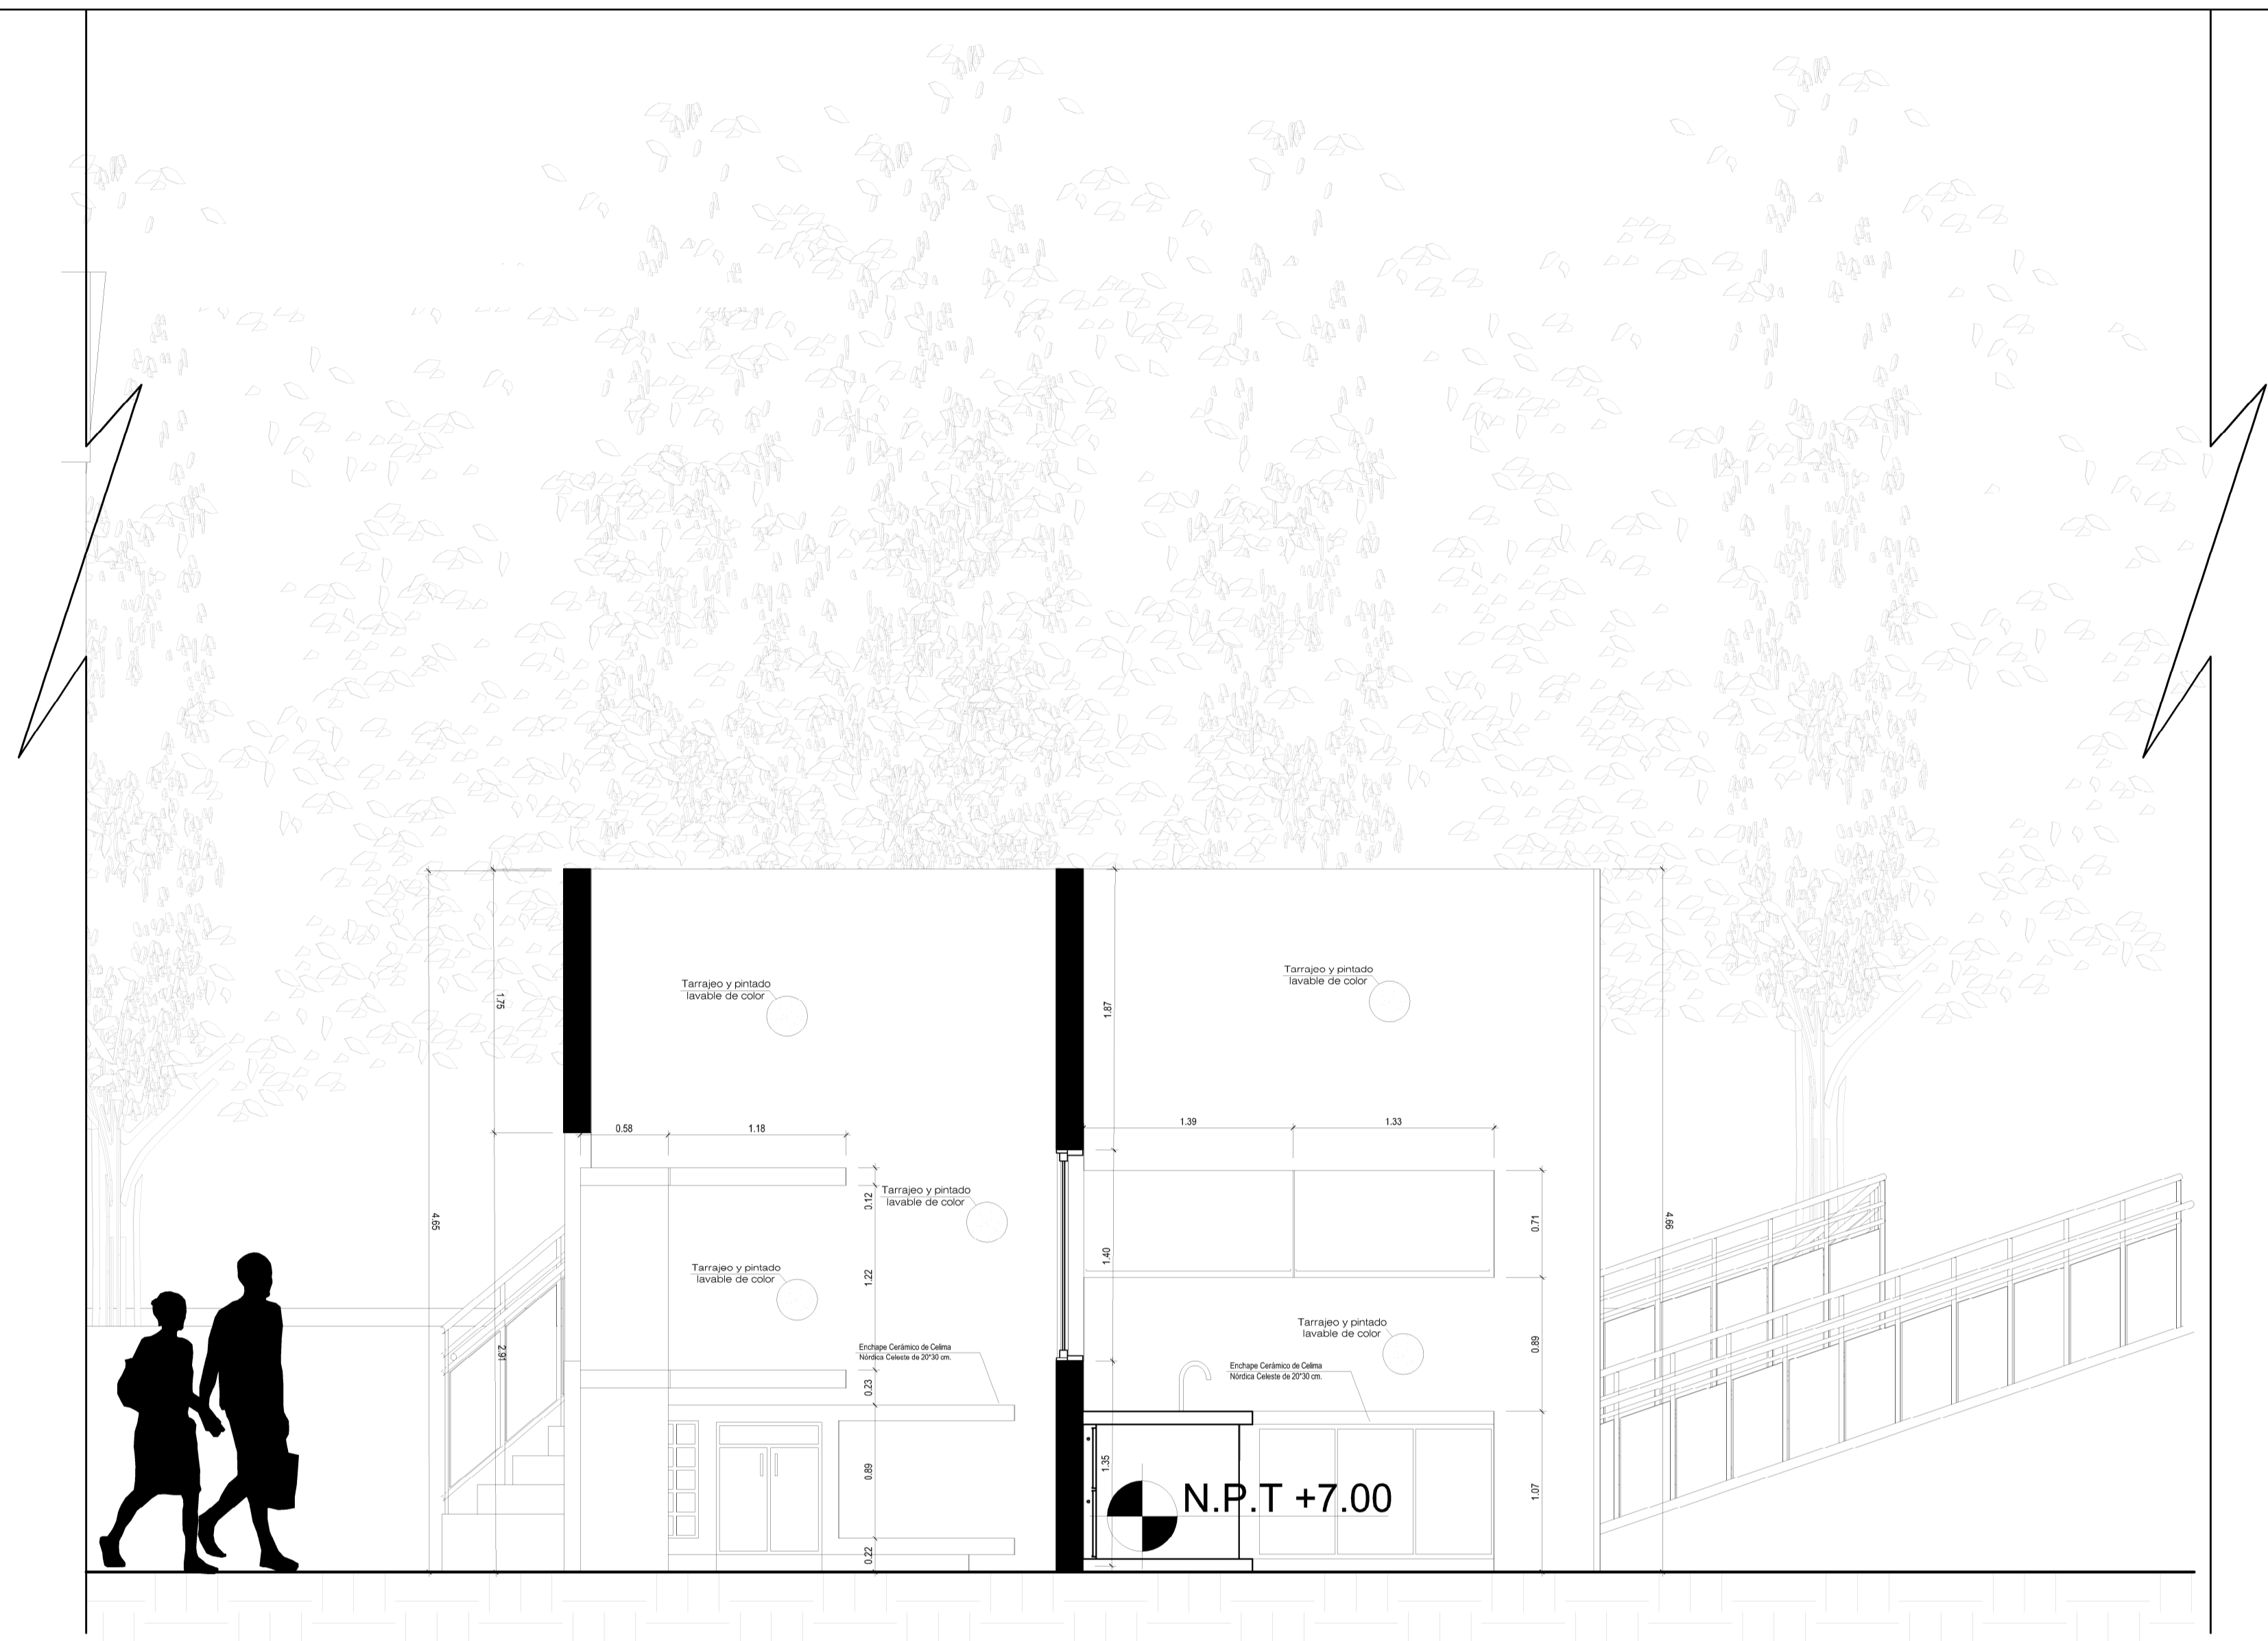 Tarrajeo y pintado
lavable de color
Tarrajeo y pintado
lavable de color
1.75
1.87
0.58
1.18
1.39
1.33
0.12
Tarrajeo y pintado
lavable de color
4.65
4.66
0.71
1.40
1.22
Tarrajeo y pintado
lavable de color
Tarrajeo y pintado
lavable de color
2.91
0.89
Enchape Cerámico de Celima
Nórdica Celeste de 20*30 cm.
Enchape Cerámico de Celima
Nórdica Celeste de 20*30 cm.
0.23
0.89
1.35
N.P.T +7.00
1.07
0.22